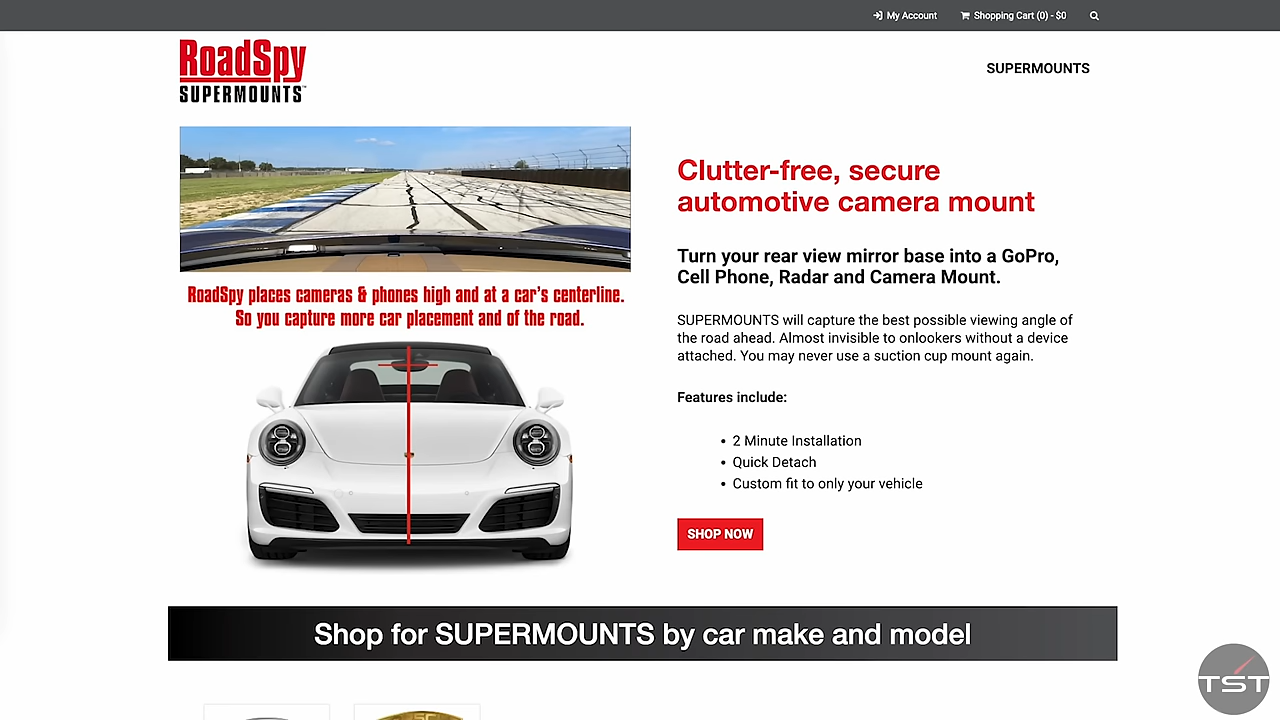 My Account
Shopping Cart (0) - $0
RoadSpy
SUPERMOUNTS™
SUPERMOUNTS
Clutter-free, secure
automotive camera mount
Turn your rear view mirror base into a GoPro,
Cell Phone, Radar and Camera Mount.
RoadSpy places cameras & phones high and at a car's centerline.
So you capture more car placement and of the road.
SUPERMOUNTS will capture the best possible viewing angle of
the road ahead. Almost invisible to onlookers without a device
attached. You may never use a suction cup mount again.
Features include:
• 2 Minute Installation
• Quick Detach
• Custom fit to only your vehicle
SHOP NOW
Shop for SUPERMOUNTS by car make and model
TST